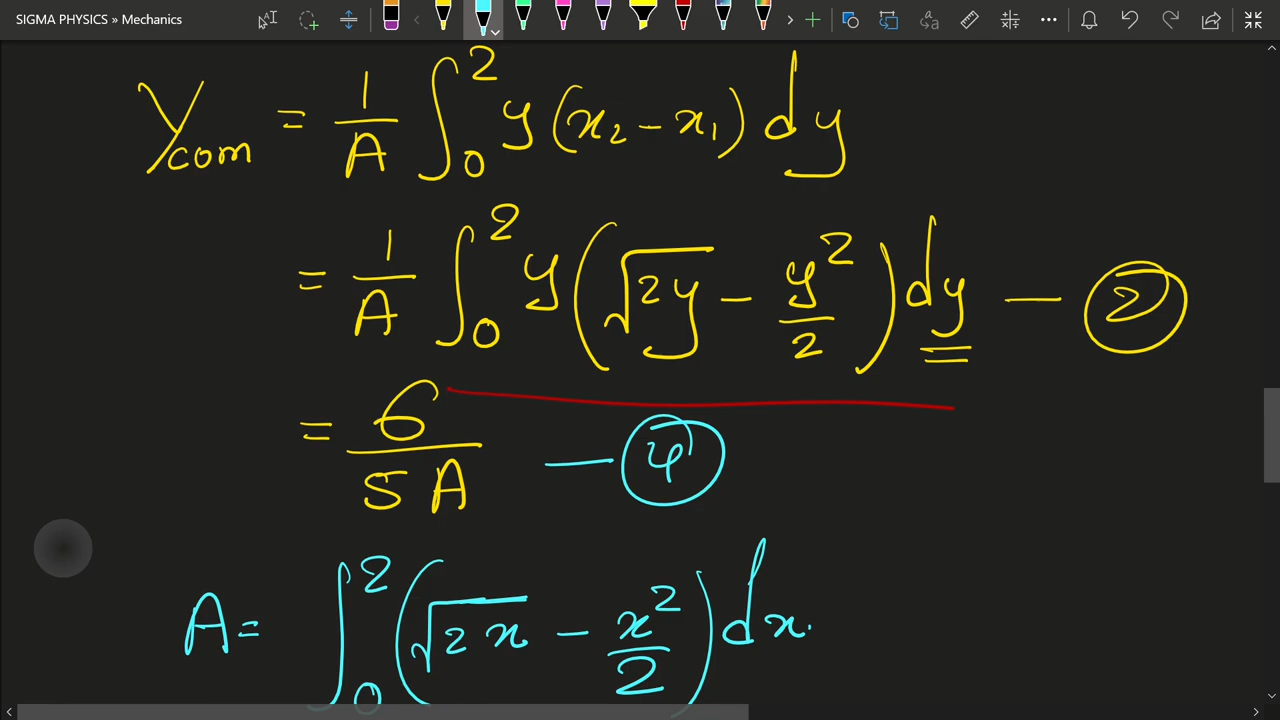 SIGMA PHYSICS » Mechanics
Y_com = 1/A ∫₀² y(x₂ - x₁) dy
= 1/A ∫₀² y(√2y - y²/2) dy — ②
= 6/5A — ④
A = ∫₀² (√2x - x²/2) dx.